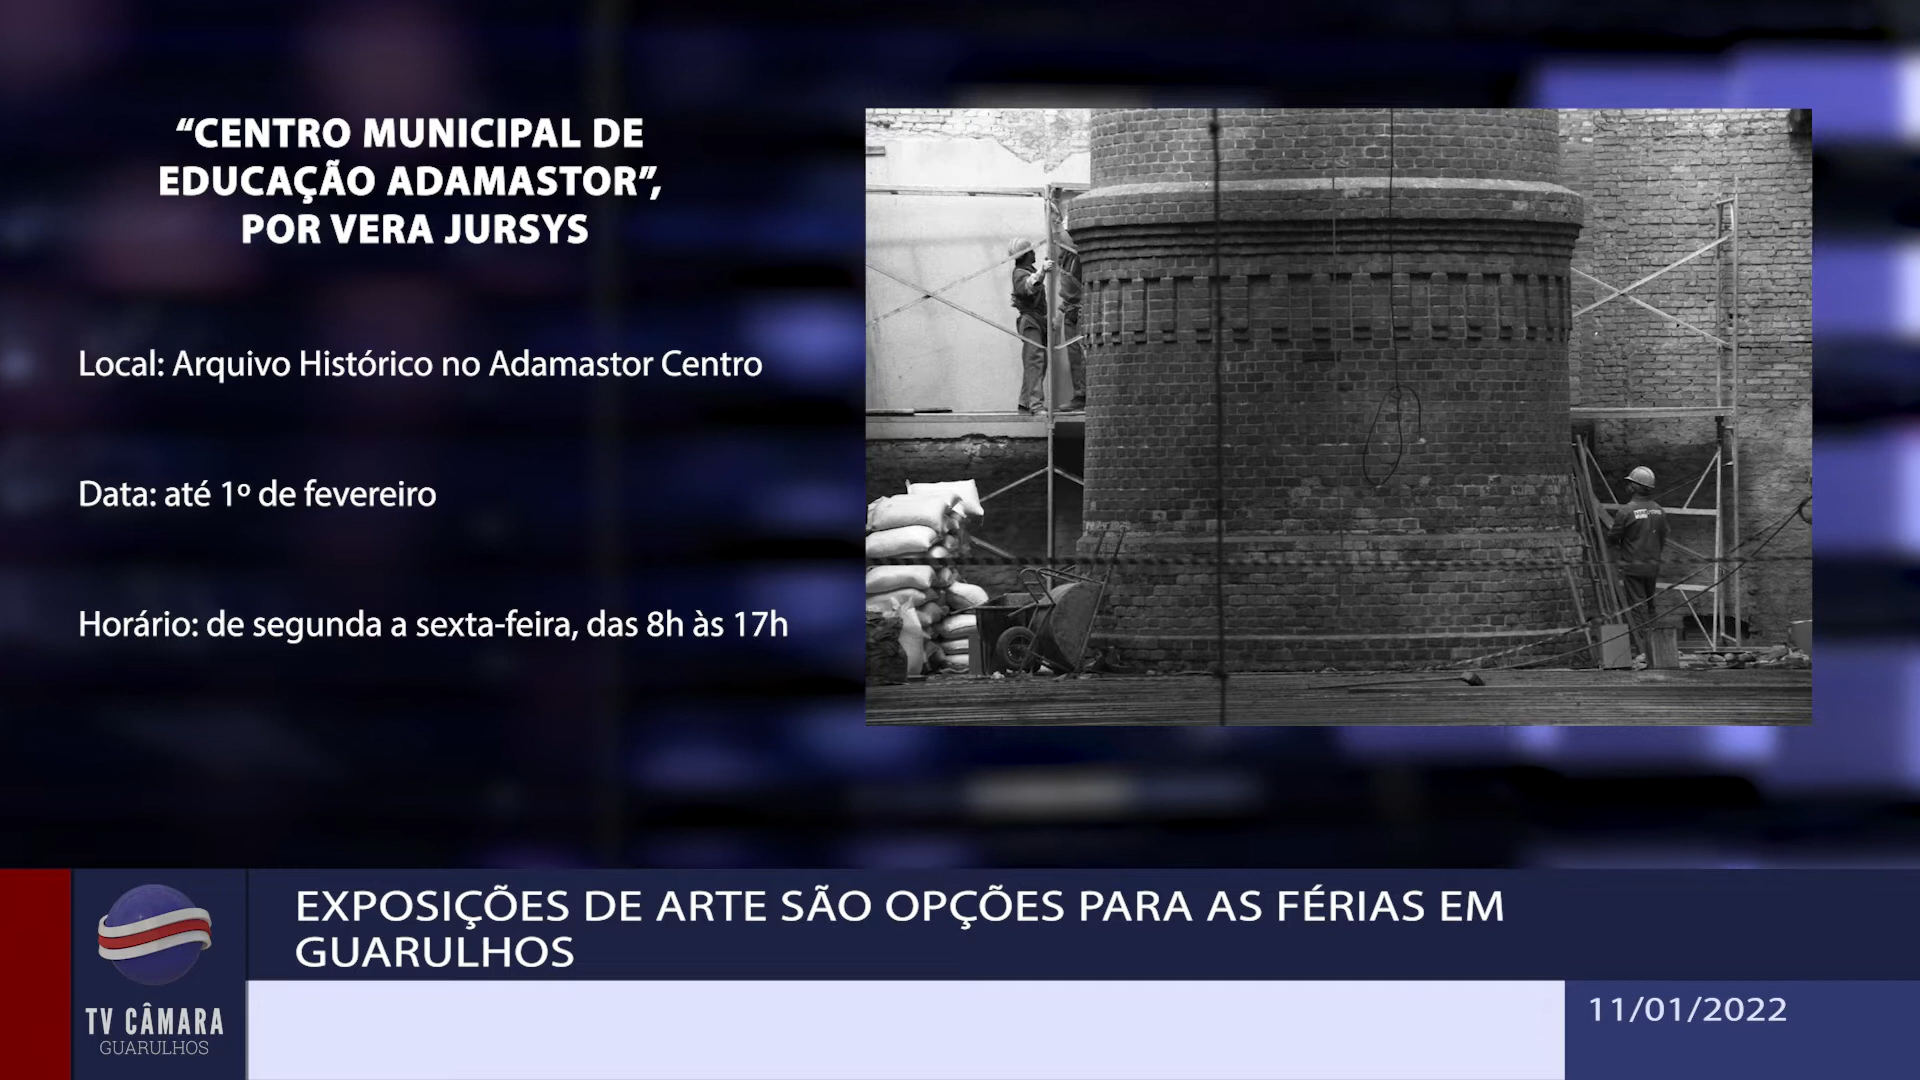 “CENTRO MUNICIPAL DE
EDUCAÇÃO ADAMASTOR”,
POR VERA JURSYS
Local: Arquivo Histórico no Adamastor Centro
Data: até 1º de fevereiro
Horário: de segunda a sexta-feira, das 8h às 17h
EXPOSIÇÕES DE ARTE SÃO OPÇÕES PARA AS FÉRIAS EM
GUARULHOS
TV CÂMARA
GUARULHOS
11/01/2022